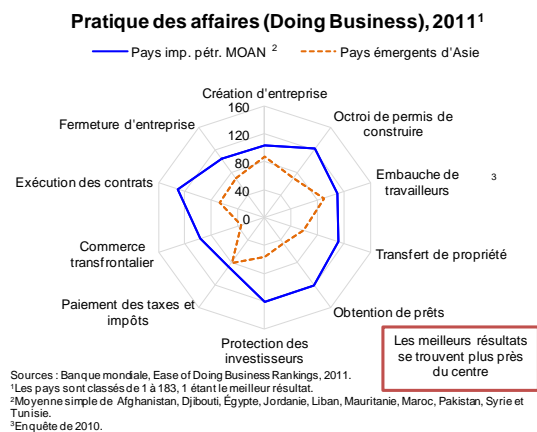 Pratique des affaires (Doing Business), 2011¹
Pays imp. pétr. MOAN ²
Pays émergents d'Asie
Création d'entreprise
Octroi de permis de
construire
Embauche de
travailleurs
³
Transfert de propriété
Obtention de prêts
Protection des
investisseurs
Paiement des taxes et
impôts
Commerce
transfrontalier
Exécution des contrats
Fermeture d'entreprise
160
120
80
40
0
Les meilleurs résultats
se trouvent plus près
du centre
Sources : Banque mondiale, Ease of Doing Business Rankings, 2011.
¹Les pays sont classés de 1 à 183, 1 étant le meilleur résultat.
²Moyenne simple de Afghanistan, Djibouti, Égypte, Jordanie, Liban, Mauritanie, Maroc, Pakistan, Syrie et
Tunisie.
³Enquête de 2010.